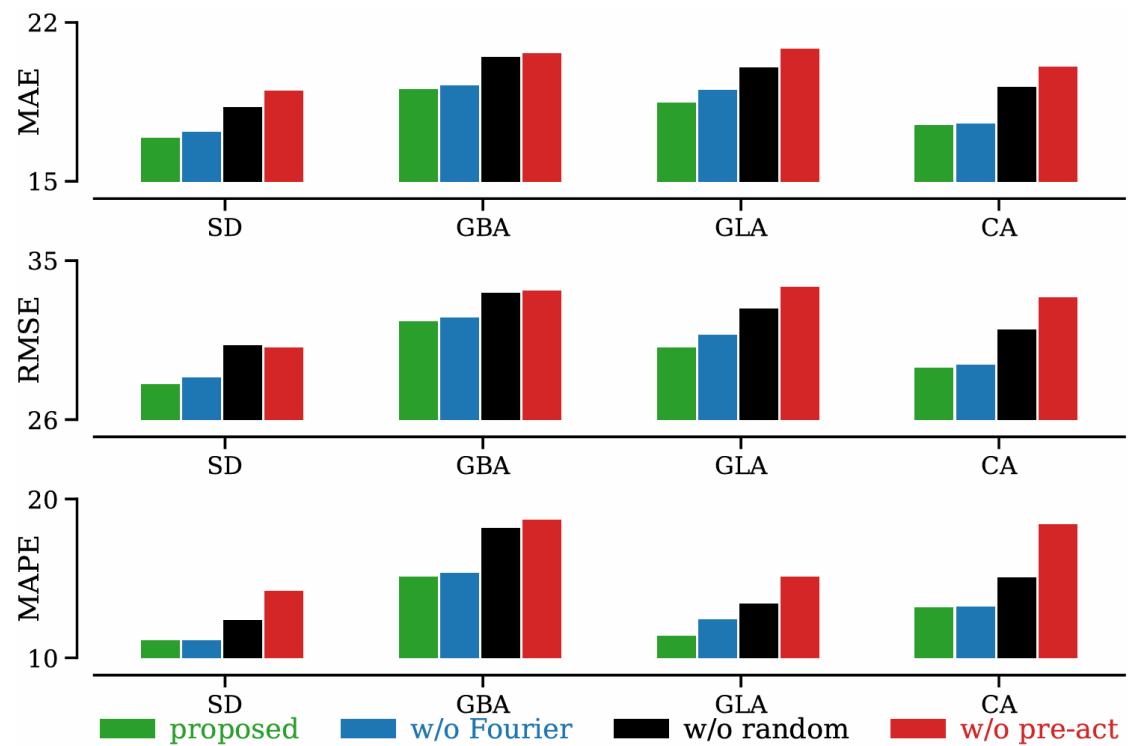 22
MAE
15
SD GBA GLA CA
35
RMSE
26
SD GBA GLA CA
20
MAPE
10
SD GBA GLA CA
proposed w/o Fourier w/o random w/o pre-act